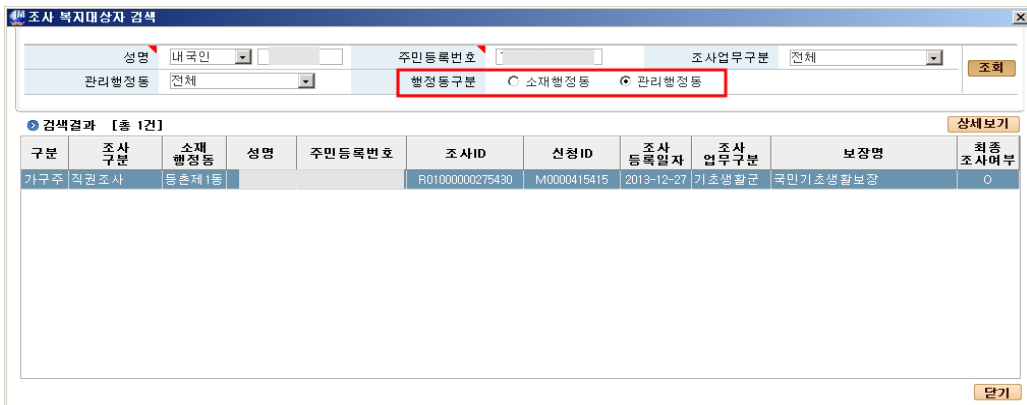 조사 복지대상자 검색
성명 내국인 주민등록번호 조사업무구분 전체 조회
관리행정동 전체 행정동구분 소재행정동 관리행정동
검색결과 [총 1건] 상세보기
구분 조사구분 소재행정동 성명 주민등록번호 조사ID 신청ID 조사등록일자 조사업무구분 보장명 최종조사여부
가구주 직권조사 등촌제1동 R01000000275430 M0000415415 2013-12-27 기초생활군 국민기초생활보장 O
닫기